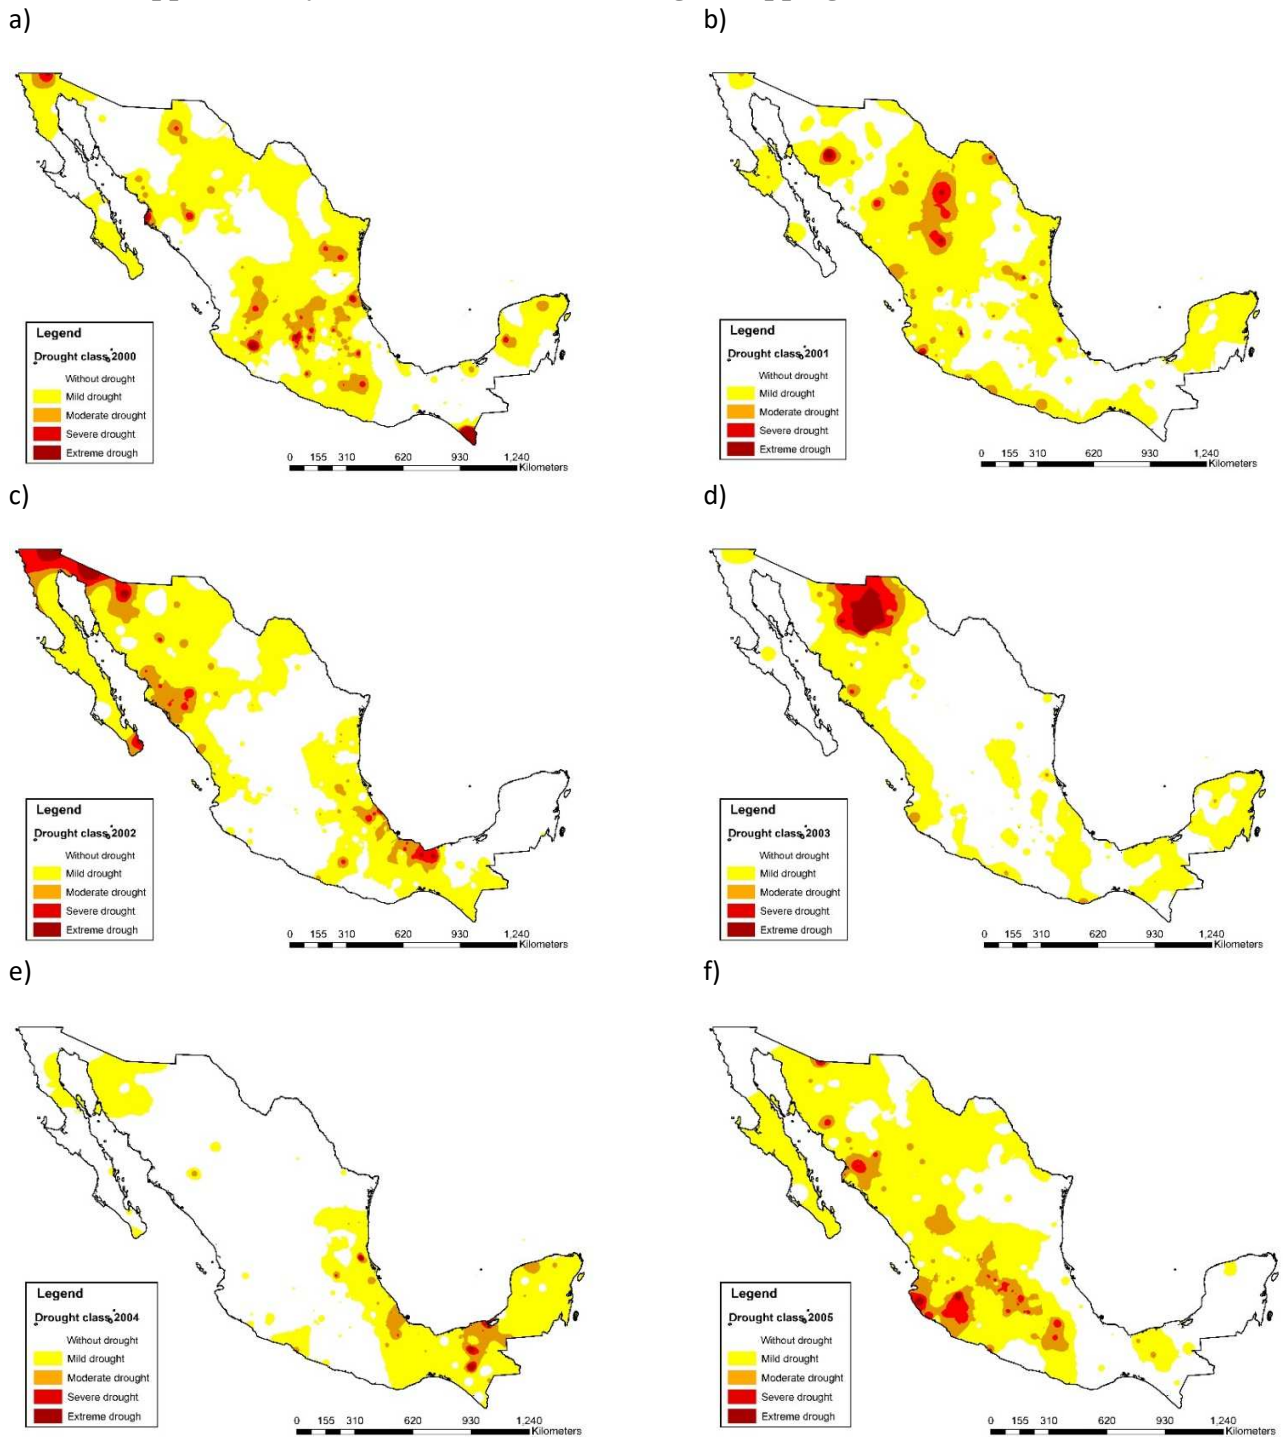 a)
b)
Legend
Drought class 2000
Without drought
Mild drought
Moderate drought
Severe drought
Extreme drough
0 155 310 620 930 1,240
Kilometers
Legend
Drought class 2001
Without drought
Mild drought
Moderate drought
Severe drought
Extreme drough
0 155 310 620 930 1,240
Kilometers
c)
d)
Legend
Drought class 2002
Without drought
Mild drought
Moderate drought
Severe drought
Extreme drough
0 155 310 620 930 1,240
Kilometers
Legend
Drought class 2003
Without drought
Mild drought
Moderate drought
Severe drought
Extreme drough
0 155 310 620 930 1,240
Kilometers
e)
f)
Legend
Drought class 2004
Without drought
Mild drought
Moderate drought
Severe drought
Extreme drough
0 155 310 620 930 1,240
Kilometers
Legend
Drought class 2005
Without drought
Mild drought
Moderate drought
Severe drought
Extreme drough
0 155 310 620 930 1,240
Kilometers